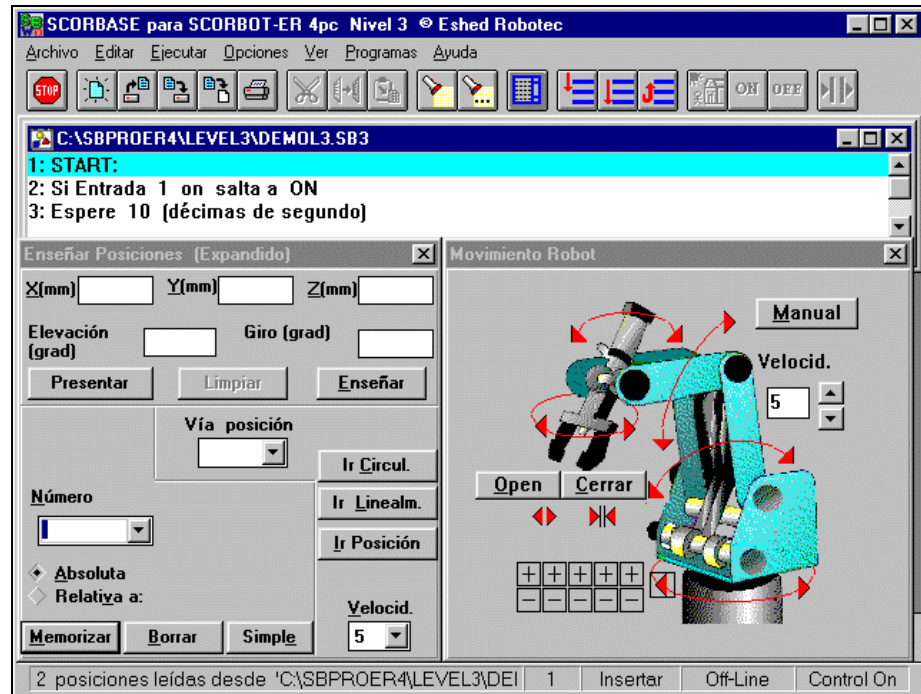 SCORBASE para SCORBOT-ER 4pc Nivel 3 © Eshed Robotec
Archivo Editar Ejecutar Opciones Ver Programas Ayuda
STOP ON OFF
C:\SBPROER4\LEVEL3\DEMOL3.SB3
1: START:
2: Si Entrada 1 on salta a ON
3: Espere 10 (décimas de segundo)
Enseñar Posiciones (Expandido)
X(mm) Y(mm) Z(mm)
Elevación (grad) Giro (grad)
Presentar Limpiar Enseñar
Vía posición
Ir Circul.
Número
Ir Linealm.
Ir Posición
Absoluta
Relativa a:
Velocid.
Memorizar Borrar Simple 5
Movimiento Robot
Manual
Velocid.
5
Open Cerrar
+ + + + +
− − − − −
2 posiciones leídas desde 'C:\SBPROER4\LEVEL3\DEI 1 Insertar Off-Line Control On